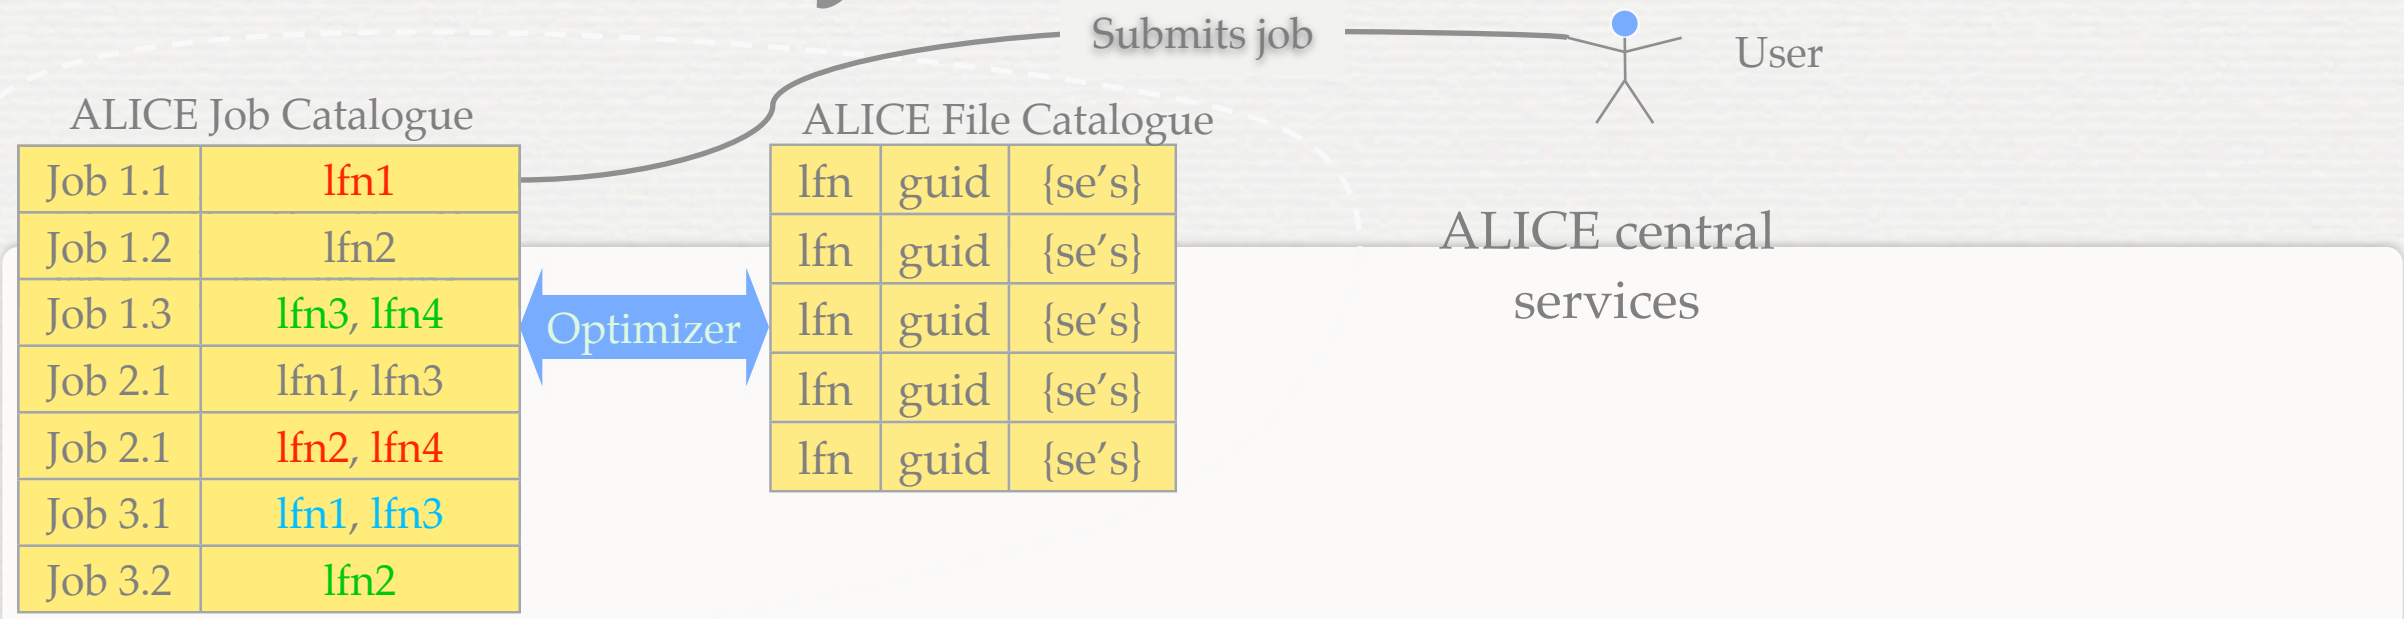 Submits job
User
ALICE Job Catalogue
Job 1.1 lfn1
Job 1.2 lfn2
Job 1.3 lfn3, lfn4
Job 2.1 lfn1, lfn3
Job 2.1 lfn2, lfn4
Job 3.1 lfn1, lfn3
Job 3.2 lfn2
Optimizer
ALICE File Catalogue
lfn guid {se's}
lfn guid {se's}
lfn guid {se's}
lfn guid {se's}
lfn guid {se's}
ALICE central
services